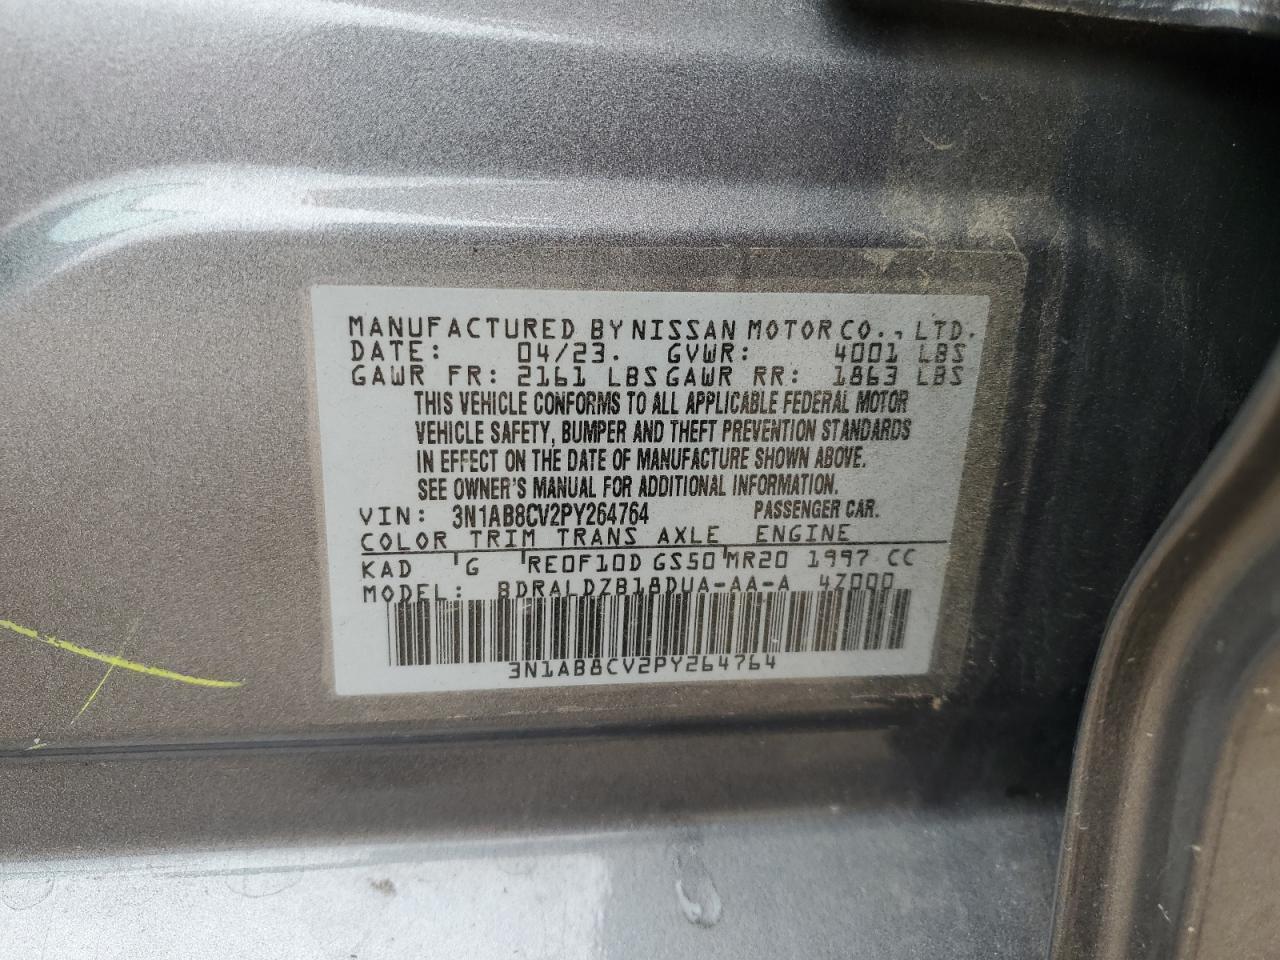 MANUFACTURED BY NISSAN MOTOR CO., LTD.
DATE: 04/23. GVWR: 4001 LBS
GAWR FR: 2161 LBS GAWR RR: 1863 LBS
THIS VEHICLE CONFORMS TO ALL APPLICABLE FEDERAL MOTOR
VEHICLE SAFETY, BUMPER AND THEFT PREVENTION STANDARDS
IN EFFECT ON THE DATE OF MANUFACTURE SHOWN ABOVE.
SEE OWNER'S MANUAL FOR ADDITIONAL INFORMATION.
VIN: 3N1AB8CV2PY264764 PASSENGER CAR.
COLOR TRIM TRANS AXLE ENGINE
KAD G RE0F10D GS50 MR20 1997 CC
MODEL: BDRALDZB18DUA-AA-A 4Z000
3N1AB8CV2PY264764